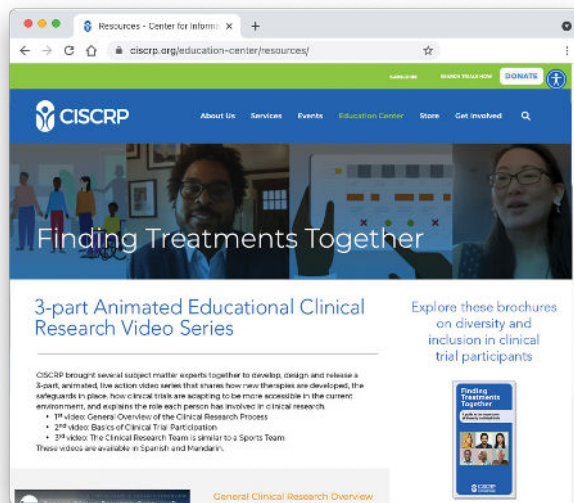 Resources - Center for Informa
ciscrp.org/education-center/resources/
SUBSCRIBE
SEARCH TRIALS NOW
DONATE
CISCRP
About Us
Services
Events
Education Center
Store
Get Involved
Finding Treatments Together
3-part Animated Educational Clinical
Research Video Series
CISCRP brought several subject matter experts together to develop, design and release a
3-part, animated, live action video series that shares how new therapies are developed, the
safeguards in place, how clinical trials are adapting to be more accessible in the current
environment, and explains the role each person has involved in clinical research.
• 1st video: General Overview of the Clinical Research Process
• 2nd video: Basics of Clinical Trial Participation
• 3rd video: The Clinical Research Team is similar to a Sports Team
These videos are available in Spanish and Mandarin.
Explore these brochures
on diversity and
inclusion in clinical
trial participants
Finding
Treatments
Together
CISCRP
General Clinical Research Overview